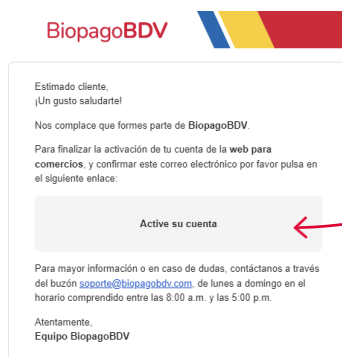 BiopagoBDV
Estimado cliente,
¡Un gusto saludarte!
Nos complace que formes parte de BiopagoBDV.
Para finalizar la activación de tu cuenta de la web para
comercios, y confirmar este correo electrónico por favor pulsa en
el siguiente enlace:
Active su cuenta
Para mayor información o en caso de dudas, contáctanos a través
del buzón soporte@biopagobdv.com, de lunes a domingo en el
horario comprendido entre las 8:00 a.m. y las 5:00 p.m.
Atentamente,
Equipo BiopagoBDV